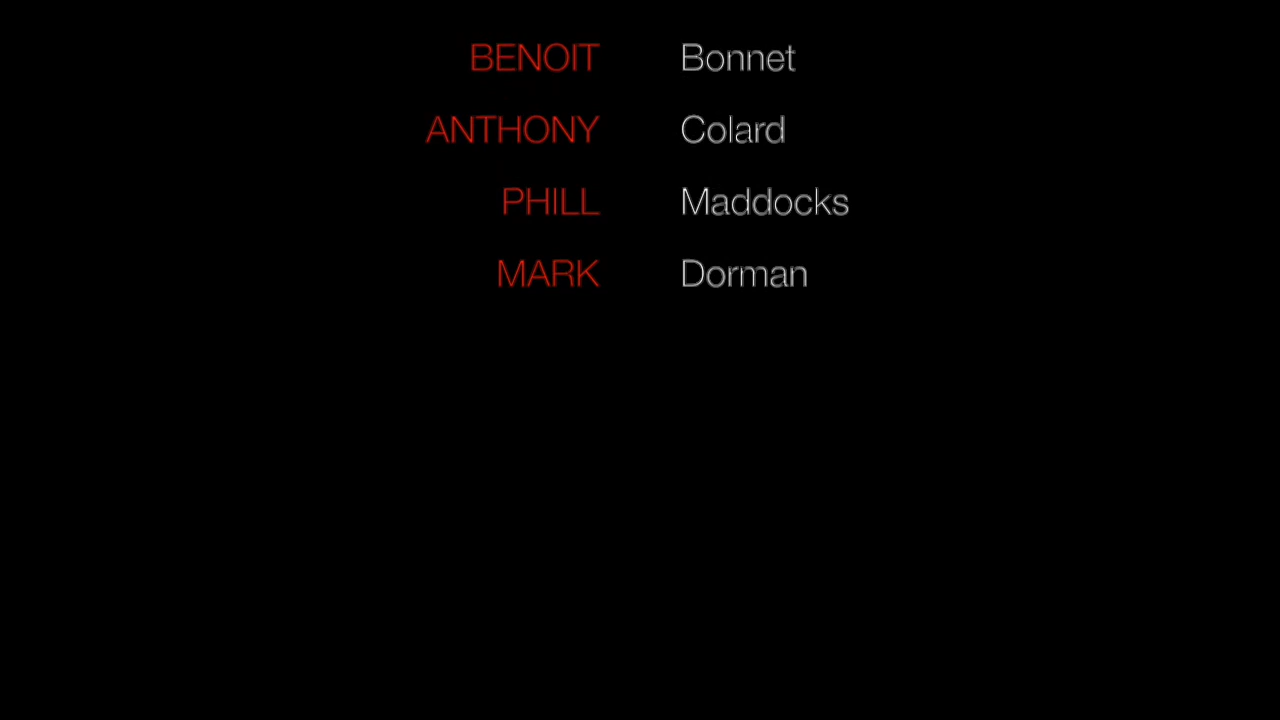 BENOIT Bonnet
ANTHONY Colard
PHILL Maddocks
MARK Dorman